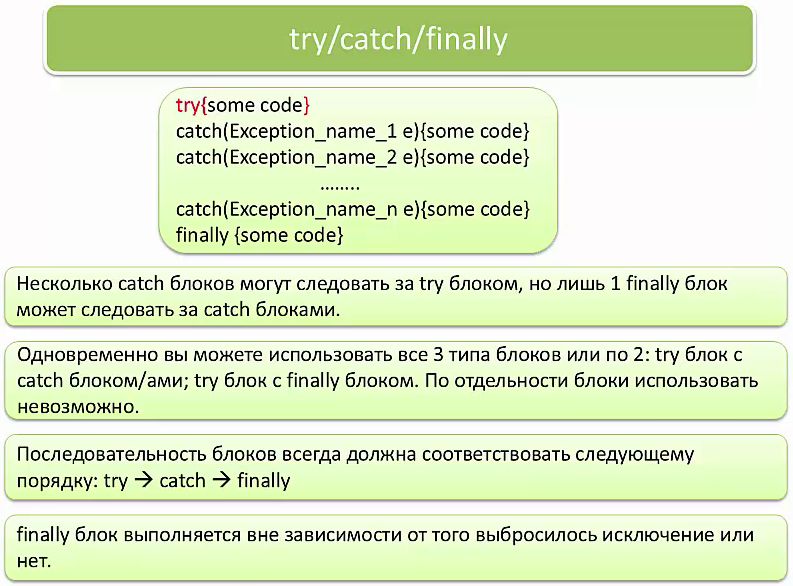 try/catch/finally
try{some code}
catch(Exception_name_1 e){some code}
catch(Exception_name_2 e){some code}
........
catch(Exception_name_n e){some code}
finally {some code}
Несколько catch блоков могут следовать за try блоком, но лишь 1 finally блок
может следовать за catch блоками.
Одновременно вы можете использовать все 3 типа блоков или по 2: try блок с
catch блоком/ами; try блок с finally блоком. По отдельности блоки использовать
невозможно.
Последовательность блоков всегда должна соответствовать следующему
порядку: try → catch → finally
finally блок выполняется вне зависимости от того выбросилось исключение или
нет.